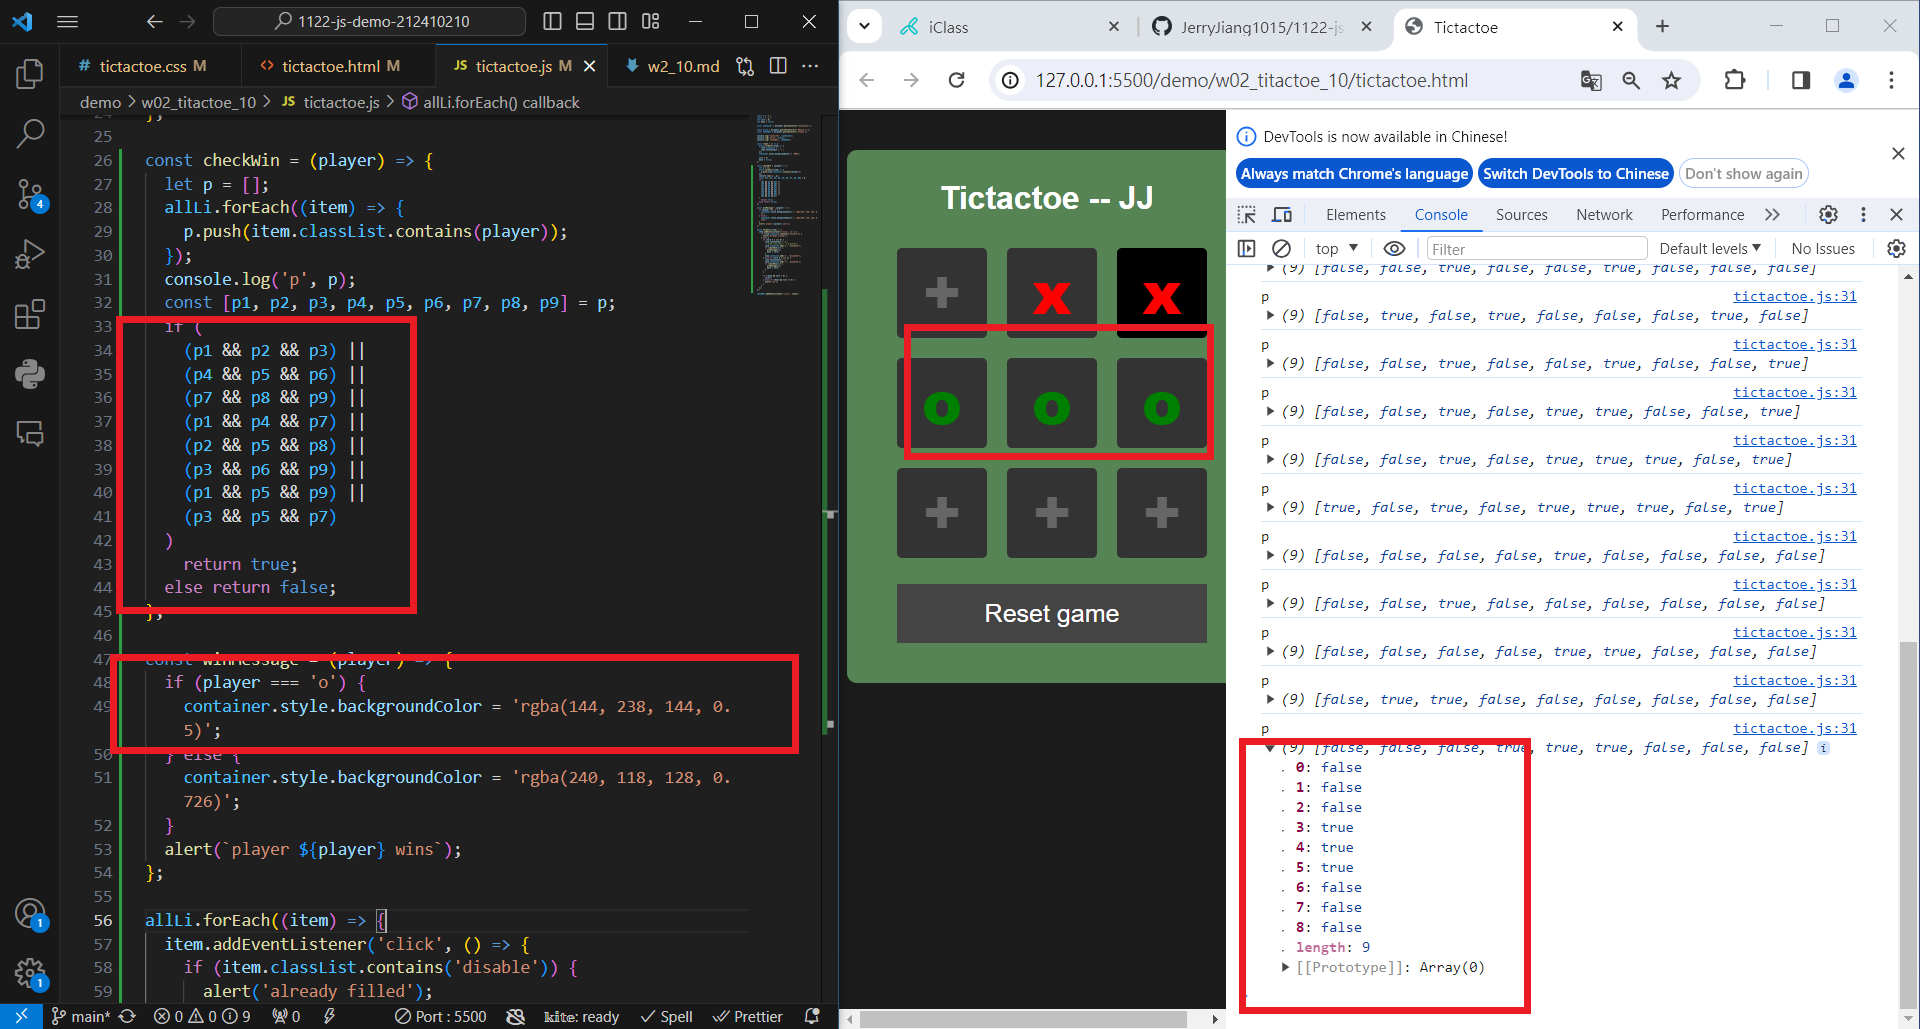 1122-js-demo-212410210
tictactoe.css M
tictactoe.html M
JS tictactoe.js M
w2_10.md
demo > w02_titactoe_10 > JS tictactoe.js > allLi.forEach() callback
24 };
25
26 const checkWin = (player) => {
27 let p = [];
28 allLi.forEach((item) => {
29 p.push(item.classList.contains(player));
30 });
31 console.log('p', p);
32 const [p1, p2, p3, p4, p5, p6, p7, p8, p9] = p;
33 if (
34 (p1 && p2 && p3) ||
35 (p4 && p5 && p6) ||
36 (p7 && p8 && p9) ||
37 (p1 && p4 && p7) ||
38 (p2 && p5 && p8) ||
39 (p3 && p6 && p9) ||
40 (p1 && p5 && p9) ||
41 (p3 && p5 && p7)
42 )
43 return true;
44 else return false;
45 };
46
47 const winMessage = (player) => {
48 if (player === 'o') {
49 container.style.backgroundColor = 'rgba(144, 238, 144, 0.
5)';
50 } else {
51 container.style.backgroundColor = 'rgba(240, 118, 128, 0.
726)';
52 }
53 alert(`player ${player} wins`);
54 };
55
56 allLi.forEach((item) => {
57 item.addEventListener('click', () => {
58 if (item.classList.contains('disable')) {
59 alert('already filled');
4
1
1
main* 0 0 9 0 Port : 5500 kite: ready Spell Prettier
iClass
JerryJiang1015/1122-js
Tictactoe
127.0.0.1:5500/demo/w02_titactoe_10/tictactoe.html
Tictactoe -- JJ
+ x x
o o o
+ + +
Reset game
DevTools is now available in Chinese!
Always match Chrome's language
Switch DevTools to Chinese
Don't show again
Elements Console Sources Network Performance
top Filter Default levels No Issues
(9) [false, false, false, false, true, false, false, false]
p tictactoe.js:31
(9) [false, true, false, true, false, false, false, true, false]
p tictactoe.js:31
(9) [false, false, true, false, false, true, false, false, true]
p tictactoe.js:31
(9) [false, false, true, false, true, true, false, false, true]
p tictactoe.js:31
(9) [false, false, true, false, true, true, true, false, true]
p tictactoe.js:31
(9) [true, false, true, false, true, true, true, false, true]
p tictactoe.js:31
(9) [false, false, false, false, true, false, false, false, false]
p tictactoe.js:31
(9) [false, false, true, false, false, false, false, false, false]
p tictactoe.js:31
(9) [false, false, false, false, true, true, false, false, false]
p tictactoe.js:31
(9) [false, true, true, false, false, false, false, false, false]
p tictactoe.js:31
(9) [false, false, false, true, true, true, false, false, false] i
0: false
1: false
2: false
3: true
4: true
5: true
6: false
7: false
8: false
length: 9
[[Prototype]]: Array(0)